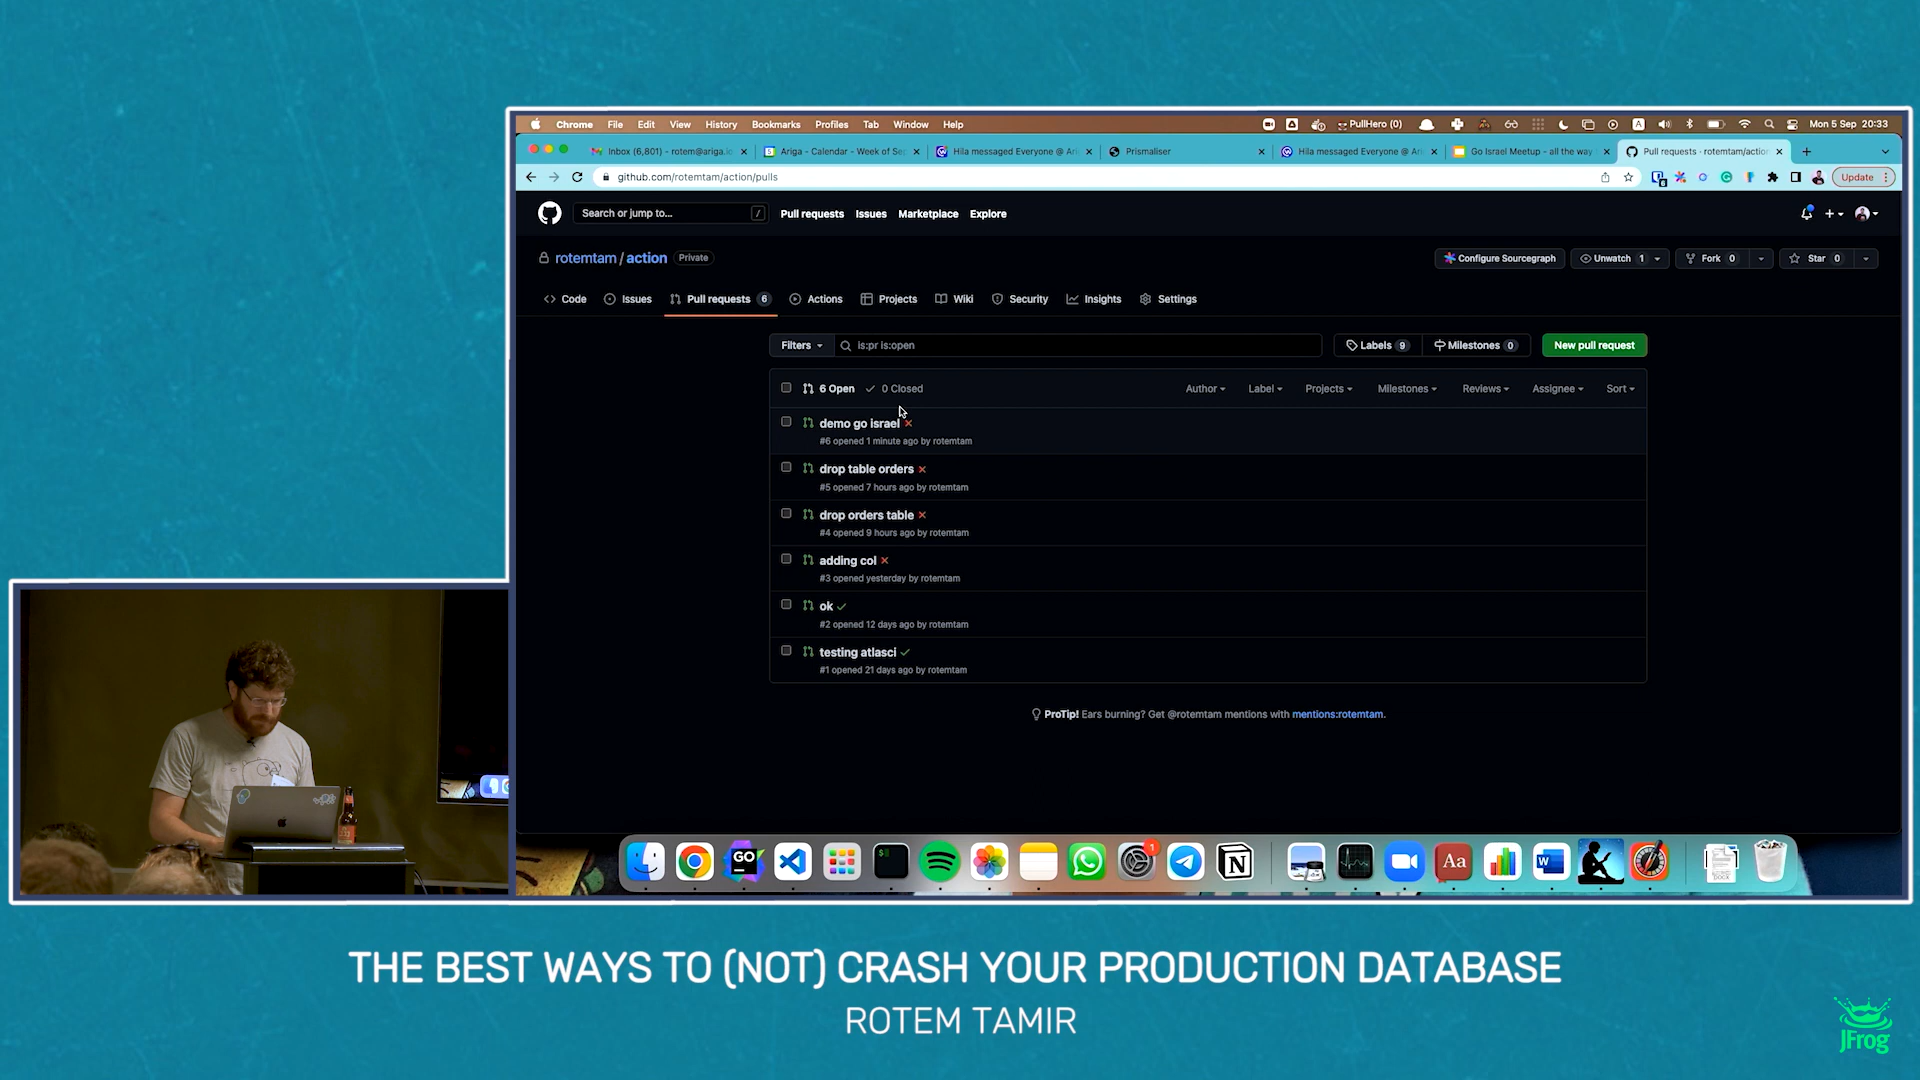 Chrome File Edit View History Bookmarks Profiles Tab Window Help
PullHero (0)
A
Mon 5 Sep 20:33
Inbox (6,801) - rotem@ariga.i
Ariga - Calendar - Week of Se
Hila messaged Everyone @ Ari
Prismaliser
Hila messaged Everyone @ Ari
Go Israel Meetup - all the way
Pull requests - rotemtam/action
github.com/rotemtam/action/pulls
Update
Search or jump to...
/
Pull requests
Issues
Marketplace
Explore
rotemtam / action
Private
Configure Sourcegraph
Unwatch 1
Fork 0
Star 0
Code
Issues
Pull requests 6
Actions
Projects
Wiki
Security
Insights
Settings
Filters
is:pr is:open
Labels 9
Milestones 0
New pull request
6 Open
0 Closed
Author
Label
Projects
Milestones
Reviews
Assignee
Sort
demo go israel
#6 opened 1 minute ago by rotemtam
drop table orders
#5 opened 7 hours ago by rotemtam
drop orders table
#4 opened 9 hours ago by rotemtam
adding col
#3 opened yesterday by rotemtam
ok
#2 opened 12 days ago by rotemtam
testing atlasci
#1 opened 21 days ago by rotemtam
ProTip! Ears burning? Get @rotemtam mentions with mentions:rotemtam.
GO
$
1
N
Aa
W
DOCX
THE BEST WAYS TO (NOT) CRASH YOUR PRODUCTION DATABASE
ROTEM TAMIR
JFrog